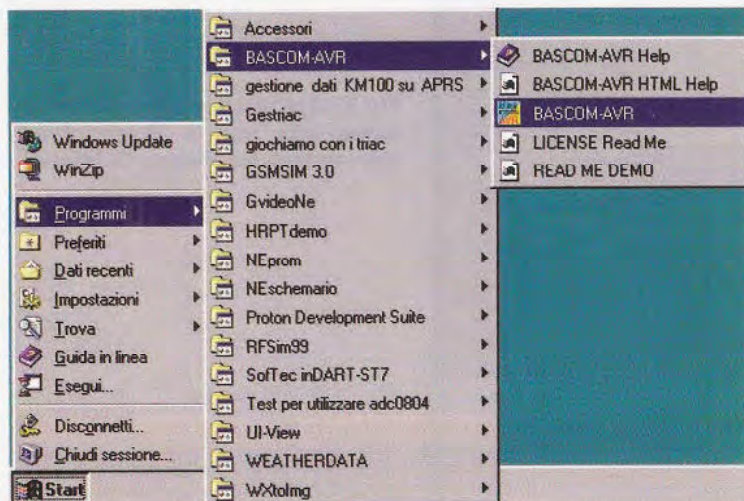 Windows Update
WinZip
Programmi
Preferiti
Dati recenti
Impostazioni
Trova
Guida in linea
Esegui...
Disconnetti...
Chiudi sessione...
Start
Accessori
BASCOM-AVR
gestione dati KM100 su APRS
Gestriac
giochiamo con i triac
GSMSIM 3.0
GvideoNe
HRPTdemo
NEprom
NEschemario
Proton Development Suite
RFSim99
SofTec inDART-ST7
Test per utilizzare adc0804
UI-View
WEATHERDATA
WXtoImg
BASCOM-AVR Help
BASCOM-AVR HTML Help
BASCOM-AVR
LICENSE Read Me
READ ME DEMO